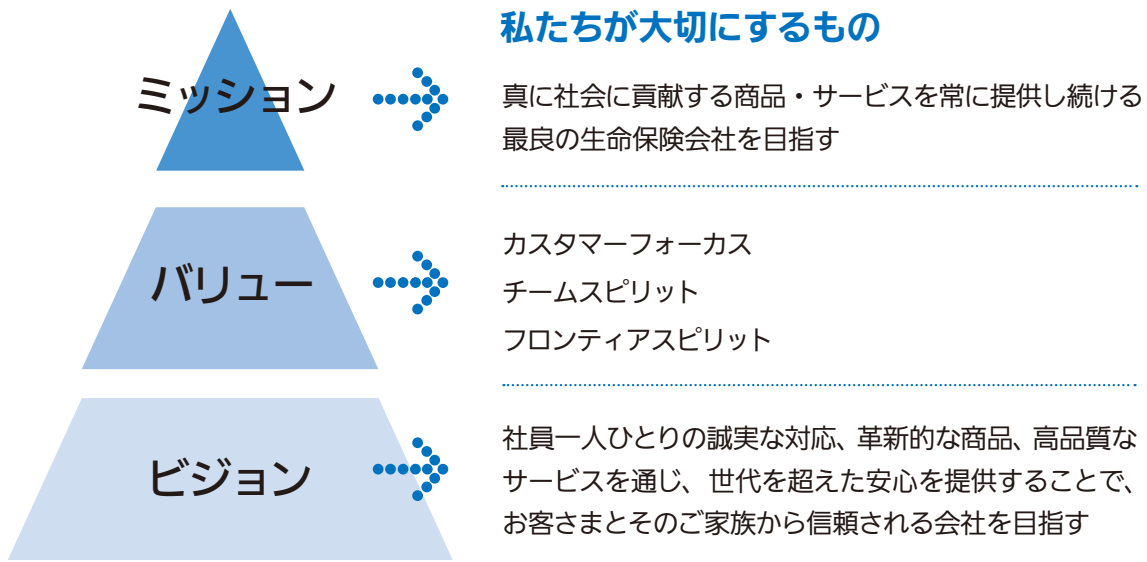 私たちが大切にするもの
ミッション
真に社会に貢献する商品・サービスを常に提供し続ける
最良の生命保険会社を目指す
バリュー
カスタマーフォーカス
チームスピリット
フロンティアスピリット
ビジョン
社員一人ひとりの誠実な対応、革新的な商品、高品質な
サービスを通じ、世代を超えた安心を提供することで、
お客さまとそのご家族から信頼される会社を目指す